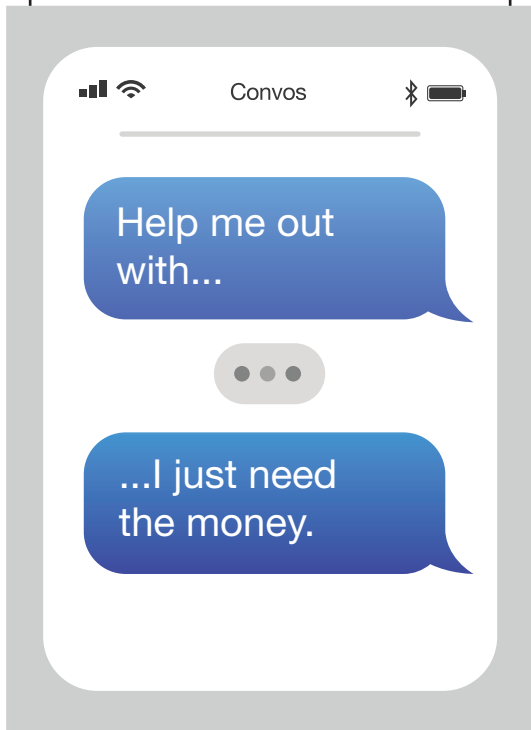 Convos
Help me out
with...
...I just need
the money.